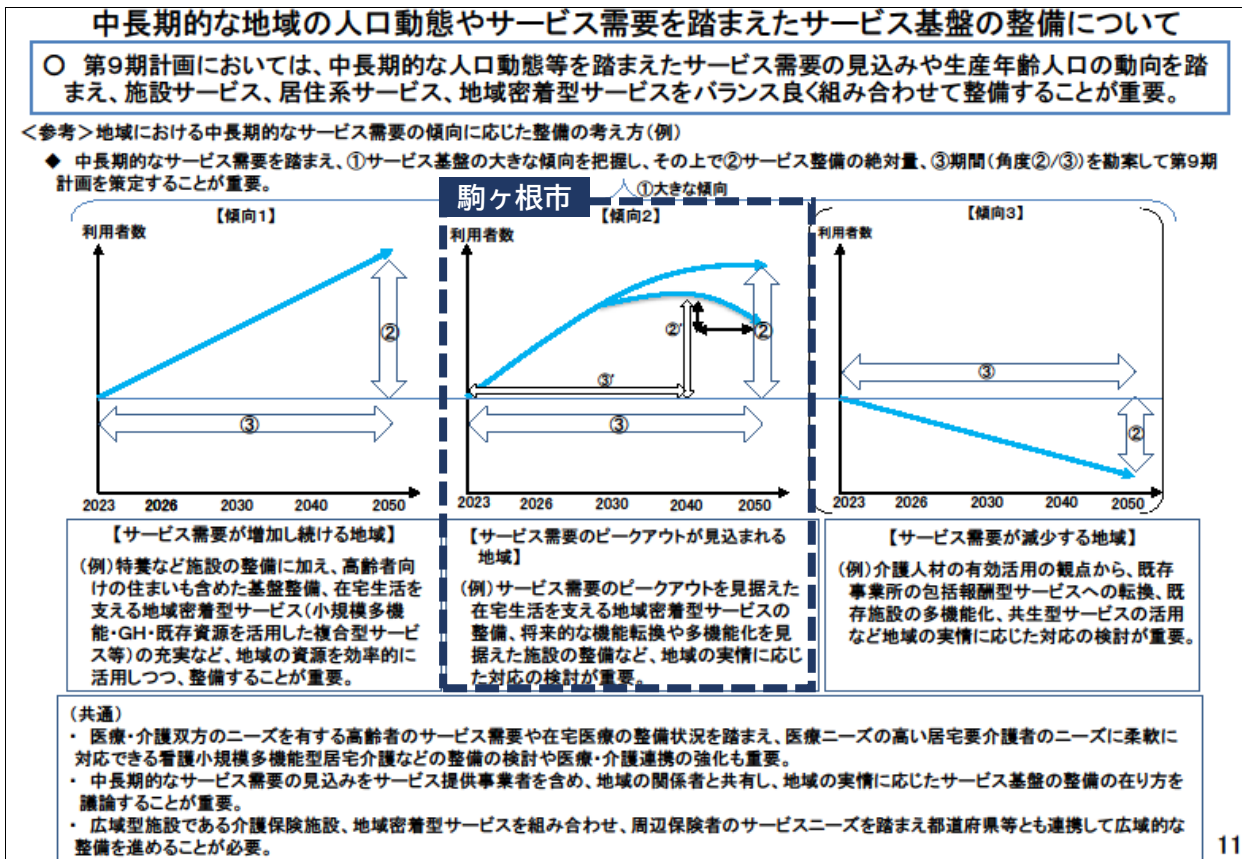 中長期的な地域の人口動態やサービス需要を踏まえたサービス基盤の整備について
○ 第9期計画においては、中長期的な人口動態等を踏まえたサービス需要の見込みや生産年齢人口の動向を踏
まえ、施設サービス、居住系サービス、地域密着型サービスをバランス良く組み合わせて整備することが重要。
＜参考＞地域における中長期的なサービス需要の傾向に応じた整備の考え方(例)
◆ 中長期的なサービス需要を踏まえ、①サービス基盤の大きな傾向を把握し、その上で②サービス整備の絶対量、③期間(角度②/③)を勘案して第9期
計画を策定することが重要。
駒ヶ根市
①大きな傾向
【傾向1】
利用者数
②
③
2023 2026 2030 2040 2050
【傾向2】
利用者数
②'
②
③'
③
2023 2026 2030 2040 2050
【傾向3】
利用者数
③
②
2023 2026 2030 2040 2050
【サービス需要が増加し続ける地域】
(例)特養など施設の整備に加え、高齢者向
けの住まいも含めた基盤整備、在宅生活を
支える地域密着型サービス(小規模多機
能・GH・既存資源を活用した複合型サービ
ス等)の充実など、地域の資源を効率的に
活用しつつ、整備することが重要。
【サービス需要のピークアウトが見込まれる
地域】
(例)サービス需要のピークアウトを見据えた
在宅生活を支える地域密着型サービスの
整備、将来的な機能転換や多機能化を見
据えた施設の整備など、地域の実情に応じ
た対応の検討が重要。
【サービス需要が減少する地域】
(例)介護人材の有効活用の観点から、既存
事業所の包括報酬型サービスへの転換、既
存施設の多機能化、共生型サービスの活用
など地域の実情に応じた対応の検討が重要。
(共通)
・ 医療・介護双方のニーズを有する高齢者のサービス需要や在宅医療の整備状況を踏まえ、医療ニーズの高い居宅要介護者のニーズに柔軟に
対応できる看護小規模多機能型居宅介護などの整備の検討や医療・介護連携の強化も重要。
・ 中長期的なサービス需要の見込みをサービス提供事業者を含め、地域の関係者と共有し、地域の実情に応じたサービス基盤の整備の在り方を
議論することが重要。
・ 広域型施設である介護保険施設、地域密着型サービスを組み合わせ、周辺保険者のサービスニーズを踏まえ都道府県等とも連携して広域的な
整備を進めることが必要。
11